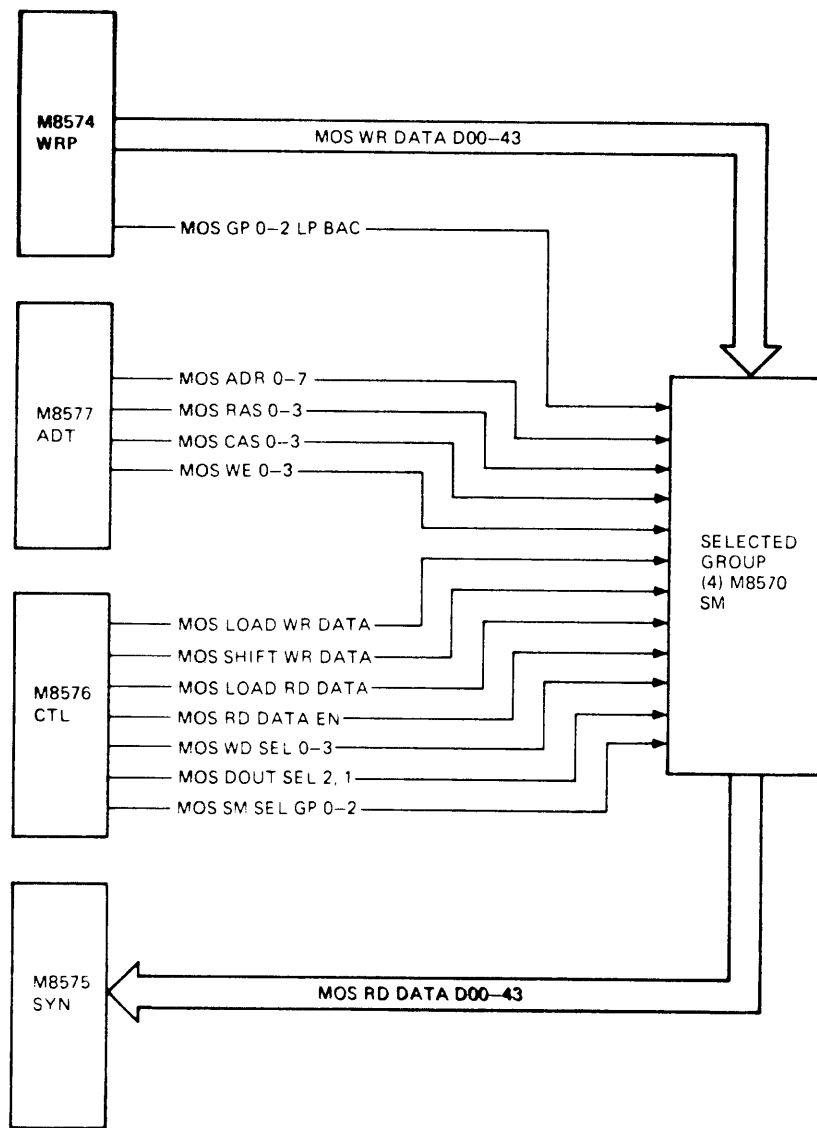 M8574
WRP
MOS WR DATA D00–43
MOS GP 0–2 LP BAC
M8577
ADT
MOS ADR 0–7
MOS RAS 0–3
MOS CAS 0–3
MOS WE 0–3
SELECTED
GROUP
(4) M8570
SM
M8576
CTL
MOS LOAD WR DATA
MOS SHIFT WR DATA
MOS LOAD RD DATA
MOS RD DATA EN
MOS WD SEL 0–3
MOS DOUT SEL 2, 1
MOS SM SEL GP 0–2
M8575
SYN
MOS RD DATA D00–43